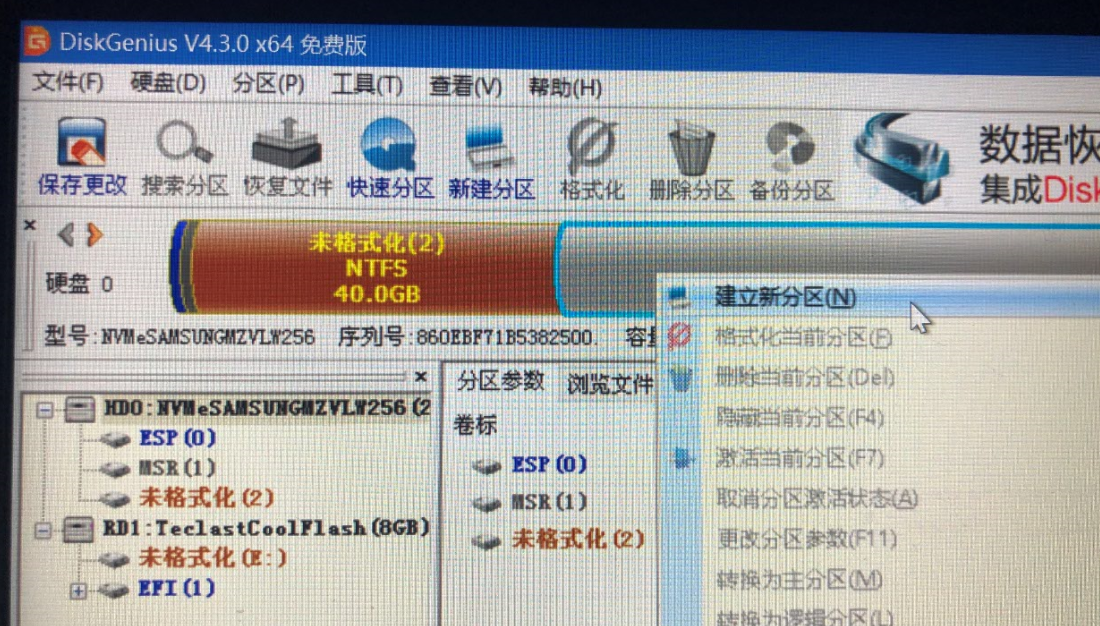 DiskGenius V4.3.0 x64 免费版
文件(F) 硬盘(D) 分区(P) 工具(T) 查看(V) 帮助(H)
保存更改 搜索分区 恢复文件 快速分区 新建分区 格式化 删除分区 备份分区
数据恢
集成Disk
未格式化(2)
NTFS
40.0GB
硬盘 0
型号:NVMeSAMSUNGMZVLW256 序列号:860EBF71B5382500. 容量
建立新分区(N)
格式化当前分区(F)
删除当前分区(Del)
隐藏当前分区(F4)
激活当前分区(F7)
取消分区激活状态(A)
更改分区参数(F11)
转换为主分区(M)
转换为逻辑分区(L)
HD0:NVMeSAMSUNGMZVLW256(2
ESP(0)
MSR(1)
未格式化(2)
RD1:TeclastCoolFlash(8GB)
未格式化(E:)
EFI(1)
分区参数 浏览文件
卷标
ESP(0)
MSR(1)
未格式化(2)